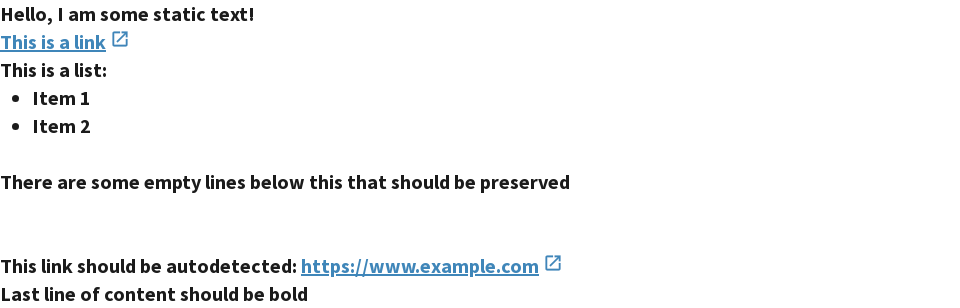 Hello, I am some static text!
This is a link
This is a list:
• Item 1
• Item 2
There are some empty lines below this that should be preserved
This link should be autodetected: https://www.example.com
Last line of content should be bold